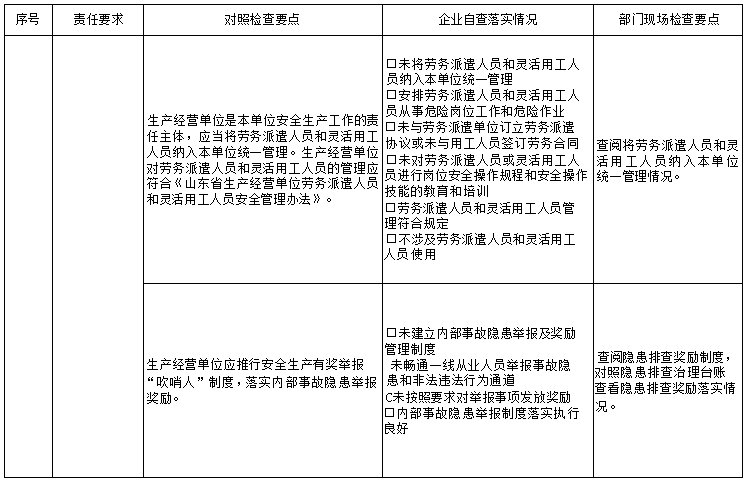 序号 责任要求 对照检查要点 企业自查落实情况 部门现场检查要点
生产经营单位是本单位安全生产工作的责
任主体，应当将劳务派遣人员和灵活用工
人员纳入本单位统一管理。生产经营单位
对劳务派遣人员和灵活用工人员的管理应
符合《山东省生产经营单位劳务派遣人员
和灵活用工人员安全管理办法》。
□未将劳务派遣人员和灵活用工人
员纳入本单位统一管理
□安排劳务派遣人员和灵活用工人
员从事危险岗位工作和危险作业
□未与劳务派遣单位订立劳务派遣
协议或未与用工人员签订劳务合同
□未对劳务派遣人员或灵活用工人
员进行岗位安全操作规程和安全操作
技能的教育和培训
□劳务派遣人员和灵活用工人员管
理符合规定
□不涉及劳务派遣人员和灵活用工
人员使用
查阅将劳务派遣人员和灵
活用工人员纳入本单位
统一管理情况。
生产经营单位应推行安全生产有奖举报
“吹哨人”制度，落实内部事故隐患举报
奖励。
□未建立内部事故隐患举报及奖励
管理制度
未畅通一线从业人员举报事故隐
患和非法违法行为通道
C未按照要求对举报事项发放奖励
□内部事故隐患举报制度落实执行
良好
查阅隐患排查奖励制度，
对照隐患排查治理台账
查看隐患排查奖励落实情
况。